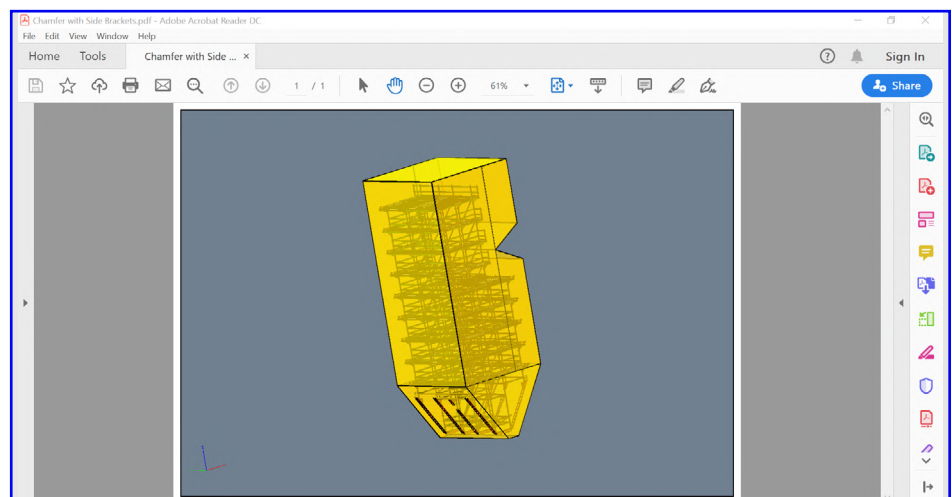 Chamfer with Side Brackets.pdf - Adobe Acrobat Reader DC
File Edit View Window Help
Home Tools Chamfer with Side ... × Sign In
1 / 1 61% Share